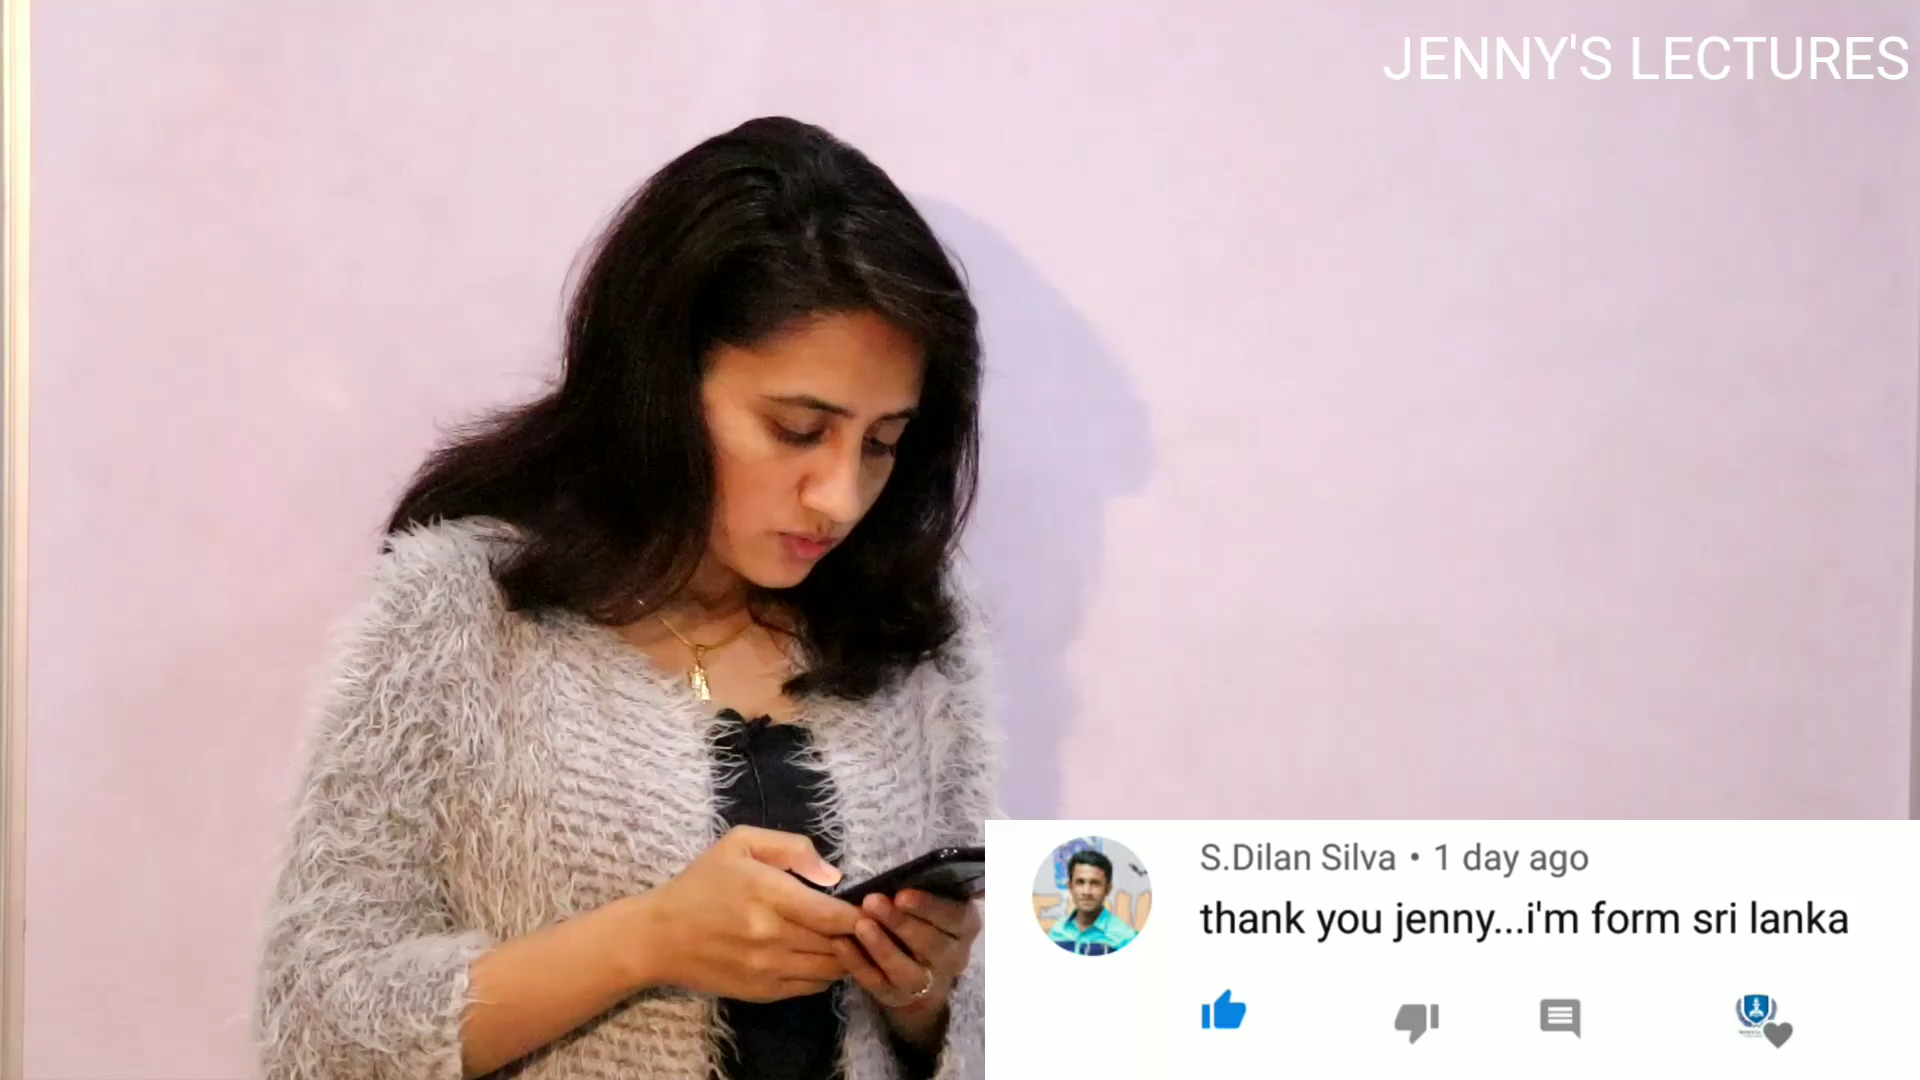 JENNY'S LECTURES
S.Dilan Silva • 1 day ago
thank you jenny...i'm form sri lanka